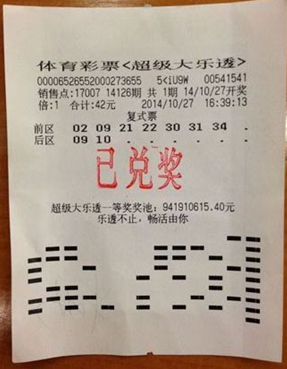 体育彩票<超级大乐透>
00006526552000273655 5<iU9W 00541541
销售点:17007 14126期 共 1期 14/10/27开奖
倍:1 合计:42元 2014/10/27 16:39:13
复式票
前区 02 09 21 22 30 31 34 .
后区 09 10 . . . . . .
已兑奖
超级大乐透一等奖奖池: 941910615.40元
乐透不止,畅活由你